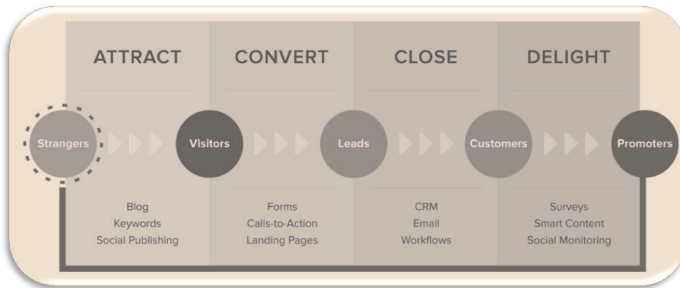 ATTRACT
CONVERT
CLOSE
DELIGHT
Strangers
Visitors
Leads
Customers
Promoters
Blog
Keywords
Social Publishing
Forms
Calls-to-Action
Landing Pages
CRM
Email
Workflows
Surveys
Smart Content
Social Monitoring